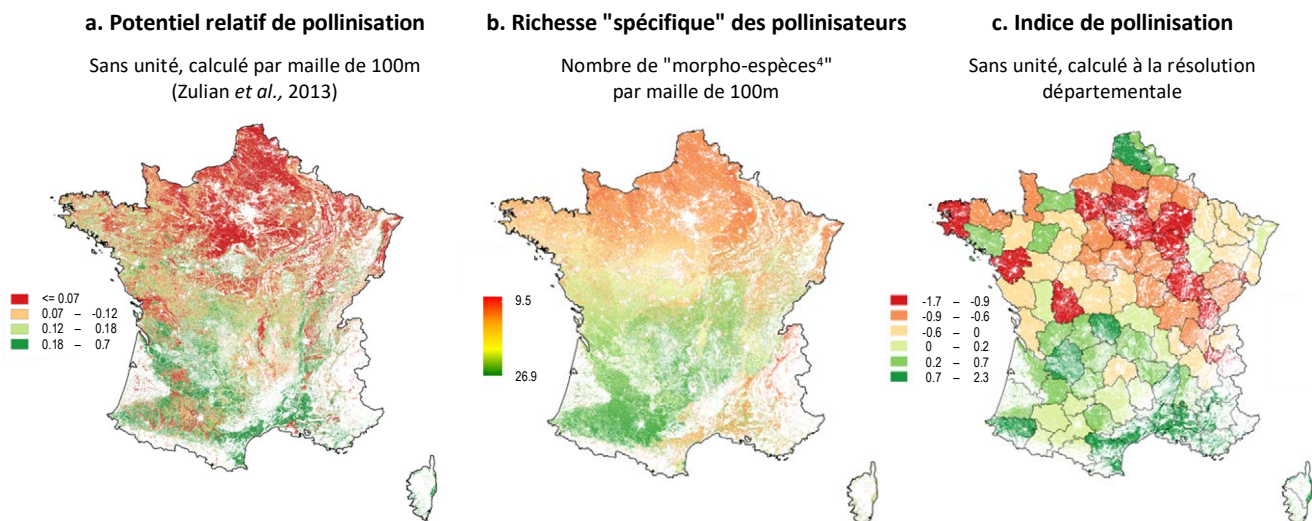 a. Potentiel relatif de pollinisation
Sans unité, calculé par maille de 100m
(Zulian et al., 2013)
<= 0.07
0.07 – -0.12
0.12 – 0.18
0.18 – 0.7
b. Richesse "spécifique" des pollinisateurs
Nombre de "morpho-espèces⁴"
par maille de 100m
9.5
26.9
c. Indice de pollinisation
Sans unité, calculé à la résolution
départementale
-1.7 – -0.9
-0.9 – -0.6
-0.6 – 0
0 – 0.2
0.2 – 0.7
0.7 – 2.3